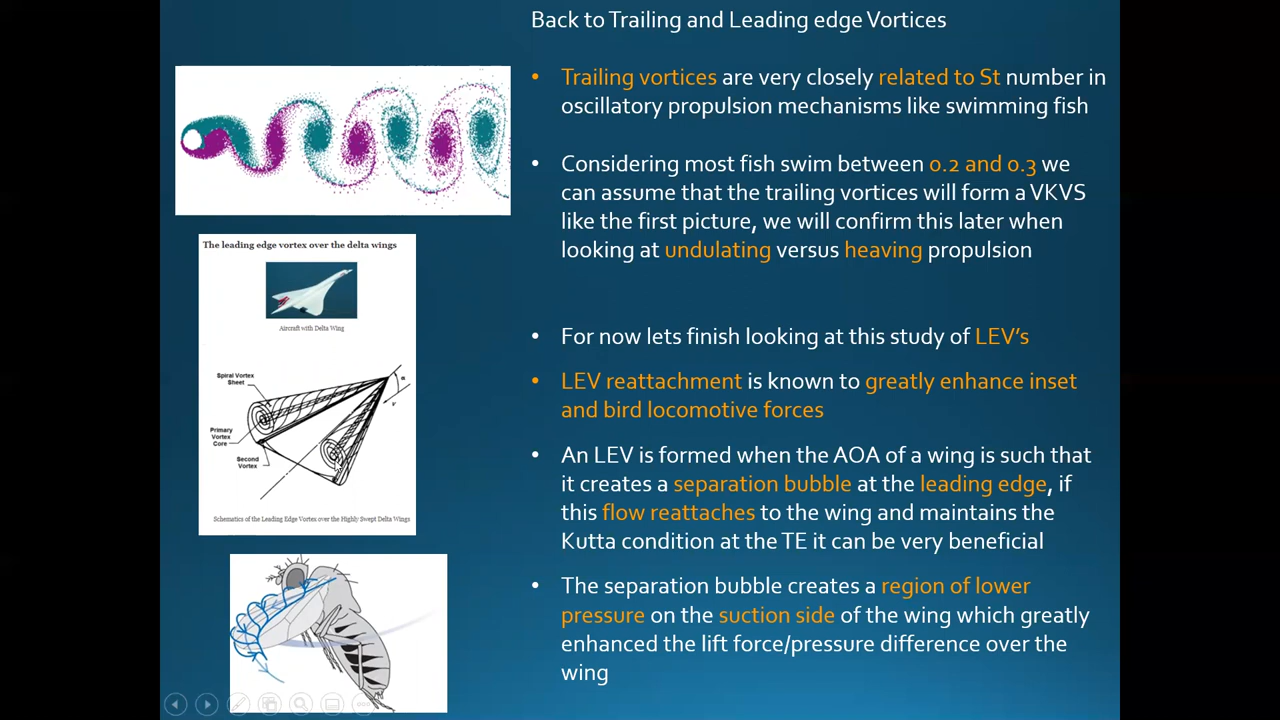 Back to Trailing and Leading edge Vortices
• Trailing vortices are very closely related to St number in
oscillatory propulsion mechanisms like swimming fish
• Considering most fish swim between 0.2 and 0.3 we
can assume that the trailing vortices will form a VKVS
like the first picture, we will confirm this later when
looking at undulating versus heaving propulsion
• For now lets finish looking at this study of LEV's
• LEV reattachment is known to greatly enhance inset
and bird locomotive forces
• An LEV is formed when the AOA of a wing is such that
it creates a separation bubble at the leading edge, if
this flow reattaches to the wing and maintains the
Kutta condition at the TE it can be very beneficial
• The separation bubble creates a region of lower
pressure on the suction side of the wing which greatly
enhanced the lift force/pressure difference over the
wing
The leading edge vortex over the delta wings
Aircraft with Delta Wing
Spiral Vortex
Sheet
α
v
Primary
Vortex
Core
Second
Vortex
Schematics of the Leading Edge Vortex over the Highly Swept Delta Wings